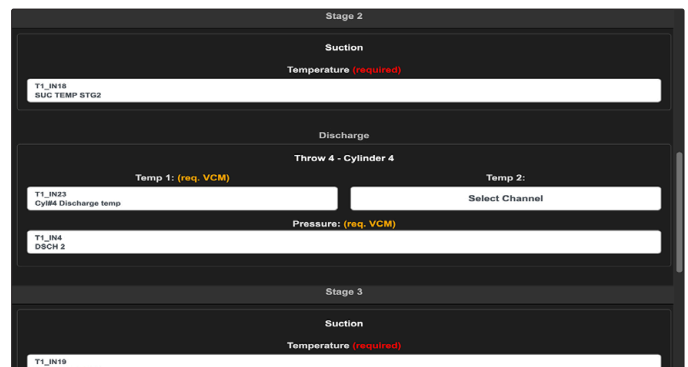 Stage 2
Suction
Temperature (required)
T1_IN18
SUC TEMP STG2
Discharge
Throw 4 - Cylinder 4
Temp 1: (req. VCM)
Temp 2:
T1_IN23
Cyl#4 Discharge temp
Select Channel
Pressure: (req. VCM)
T1_IN4
DSCH 2
Stage 3
Suction
Temperature (required)
T1_IN19